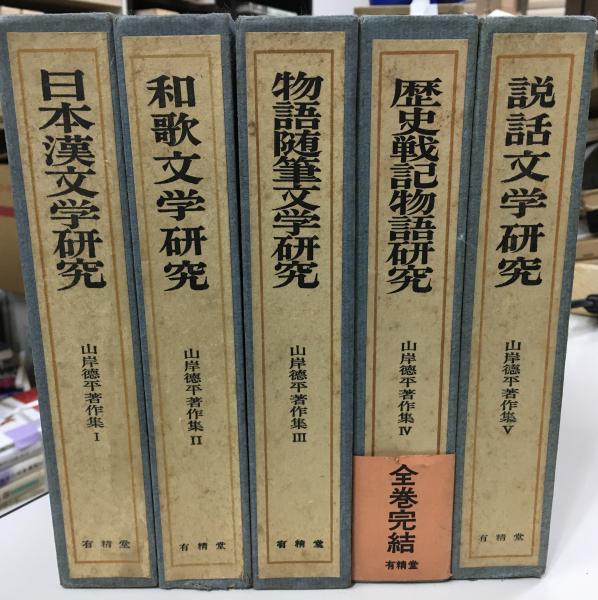 日本漢文学研究
山岸德平著作集 I
有精堂
和歌文学研究
山岸德平著作集 II
有精堂
物語随筆文学研究
山岸德平著作集 III
有精堂
歴史戦記物語研究
山岸德平著作集 IV
全巻完結
有精堂
説話文学研究
山岸德平著作集 V
有精堂